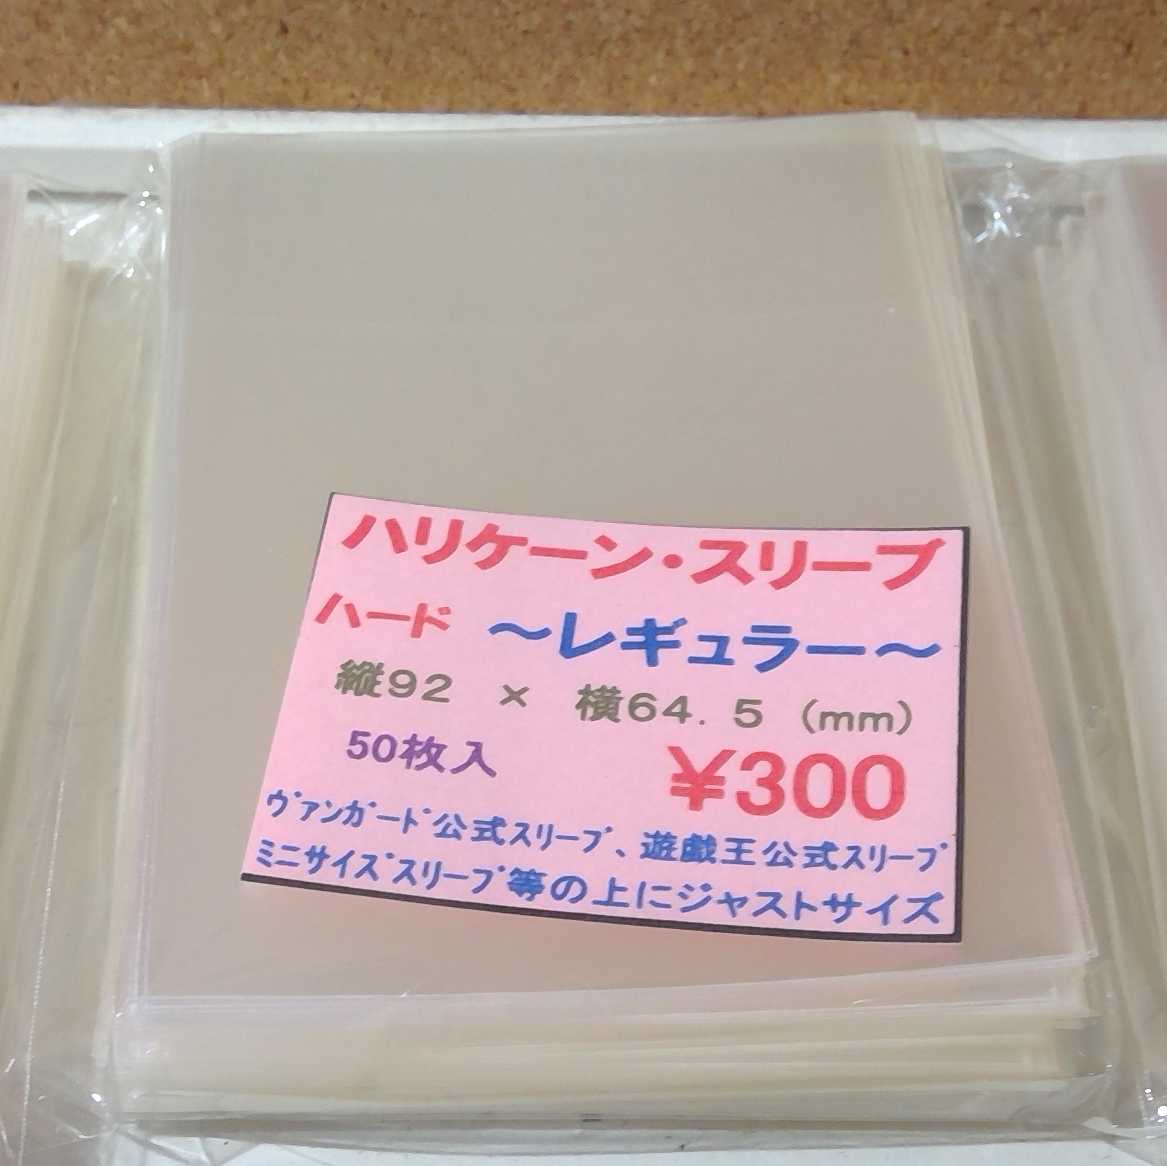 ハリケーン・スリーブ
ハード ～レギュラー～
縦92 × 横64.5 (mm)
50枚入 ¥300
ヴァンガード公式スリーブ、遊戯王公式スリーブ
ミニサイズスリーブ等の上にジャストサイズ